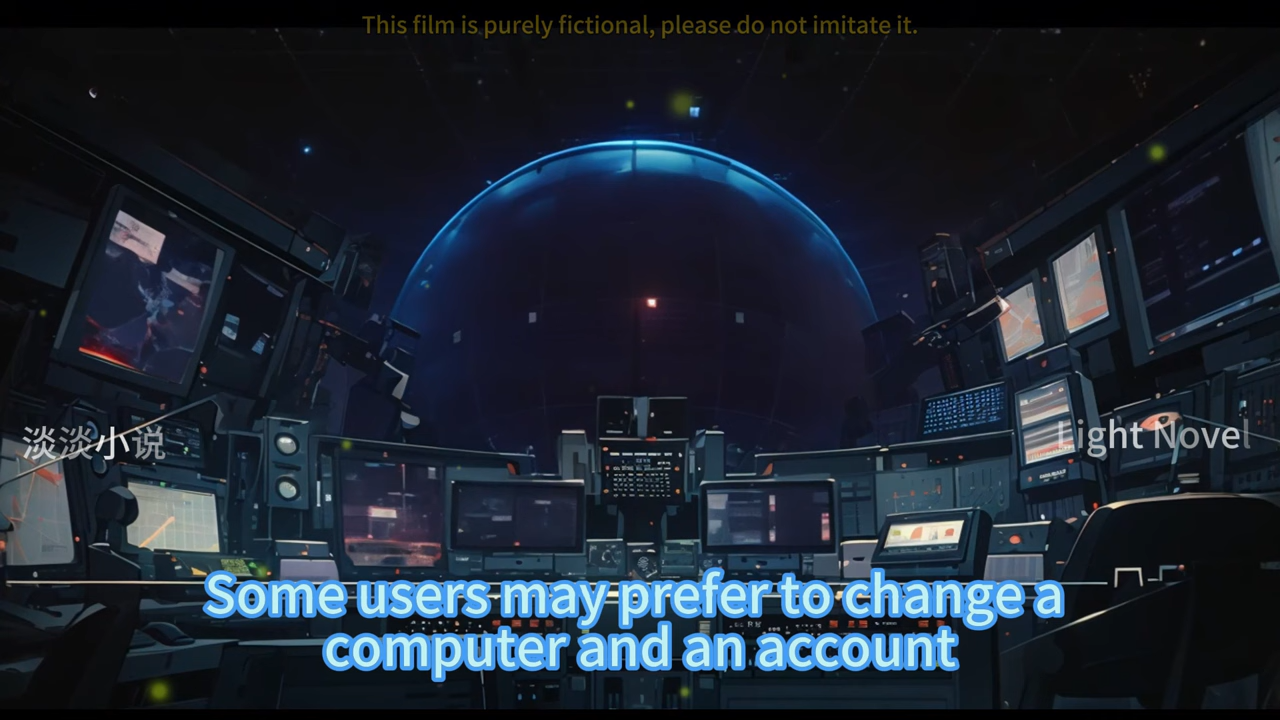 This film is purely fictional, please do not imitate it.
淡淡小说
Light Novel
Some users may prefer to change a
computer and an account